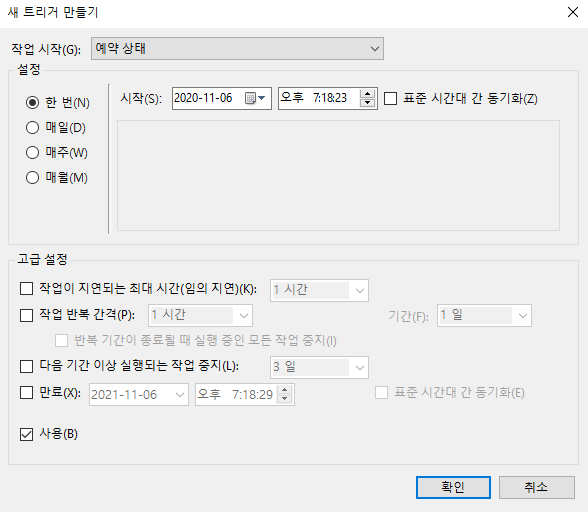 새 트리거 만들기
작업 시작(G): 예약 상태
설정
한 번(N)
매일(D)
매주(W)
매월(M)
시작(S): 2020-11-06 오후 7:18:23 표준 시간대 간 동기화(Z)
고급 설정
작업이 지연되는 최대 시간(임의 지연)(K): 1 시간
작업 반복 간격(P): 1 시간 기간(F): 1 일
반복 기간이 종료될 때 실행 중인 모든 작업 중지(I)
다음 기간 이상 실행되는 작업 중지(L): 3 일
만료(X): 2021-11-06 오후 7:18:29 표준 시간대 간 동기화(E)
사용(B)
확인 취소